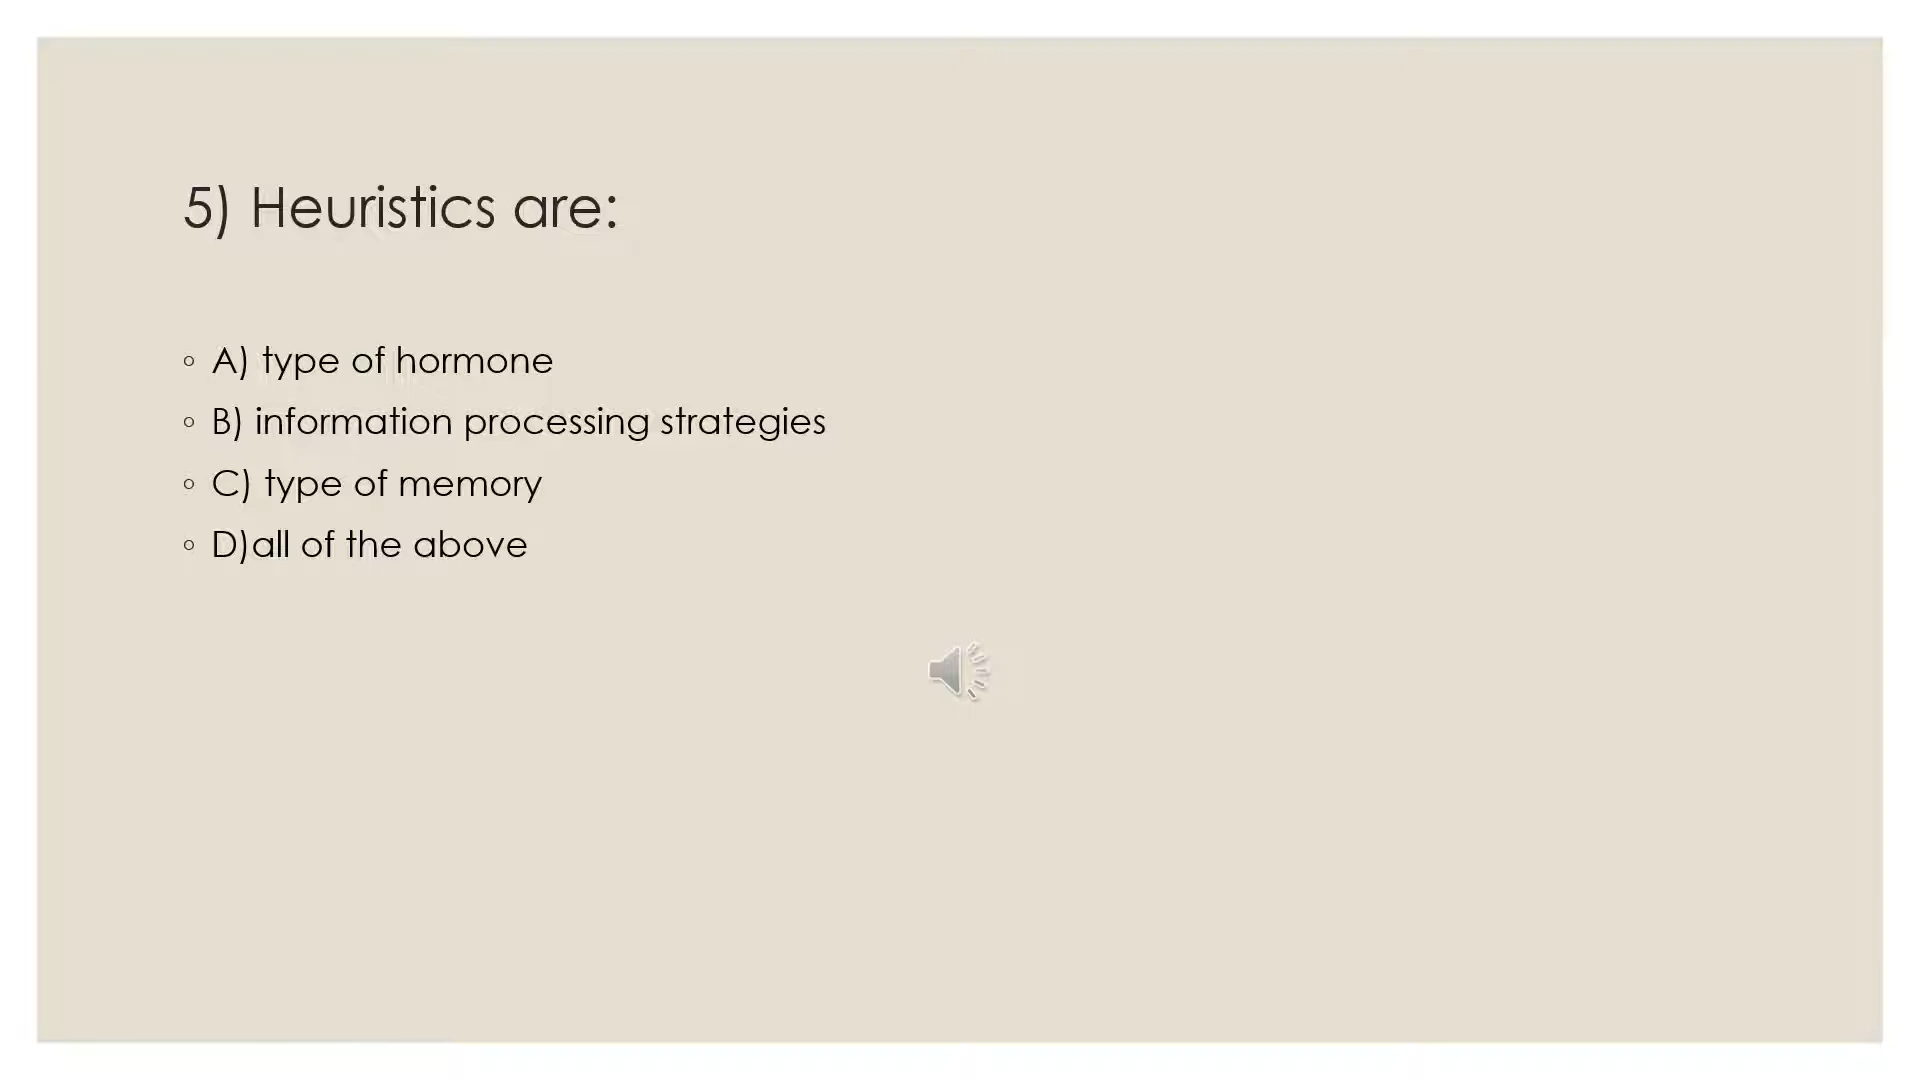 5) Heuristics are:
◦ A) type of hormone
◦ B) information processing strategies
◦ C) type of memory
◦ D)all of the above